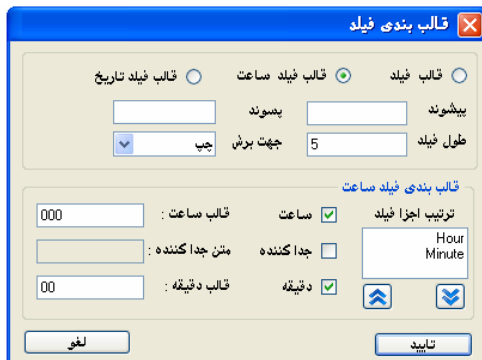 قالب بندی فیلد
قالب فیلد قالب فیلد ساعت قالب فیلد تاریخ
پیشوند پسوند
طول فیلد 5 جهت برش چپ
قالب بندی فیلد ساعت
ترتیب اجزا فیلد ساعت قالب ساعت : 000
Hour
Minute
جدا کننده متن جدا کننده :
دقیقه قالب دقیقه : 00
تایید لغو